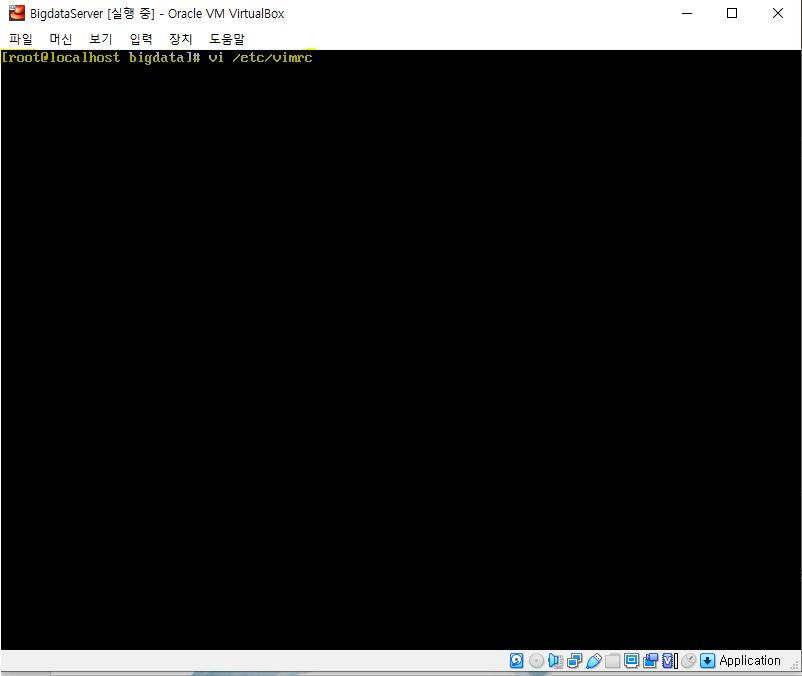 BigdataServer [실행 중] - Oracle VM VirtualBox
파일 머신 보기 입력 장치 도움말
[root@localhost bigdata]# vi /etc/vimrc
Application